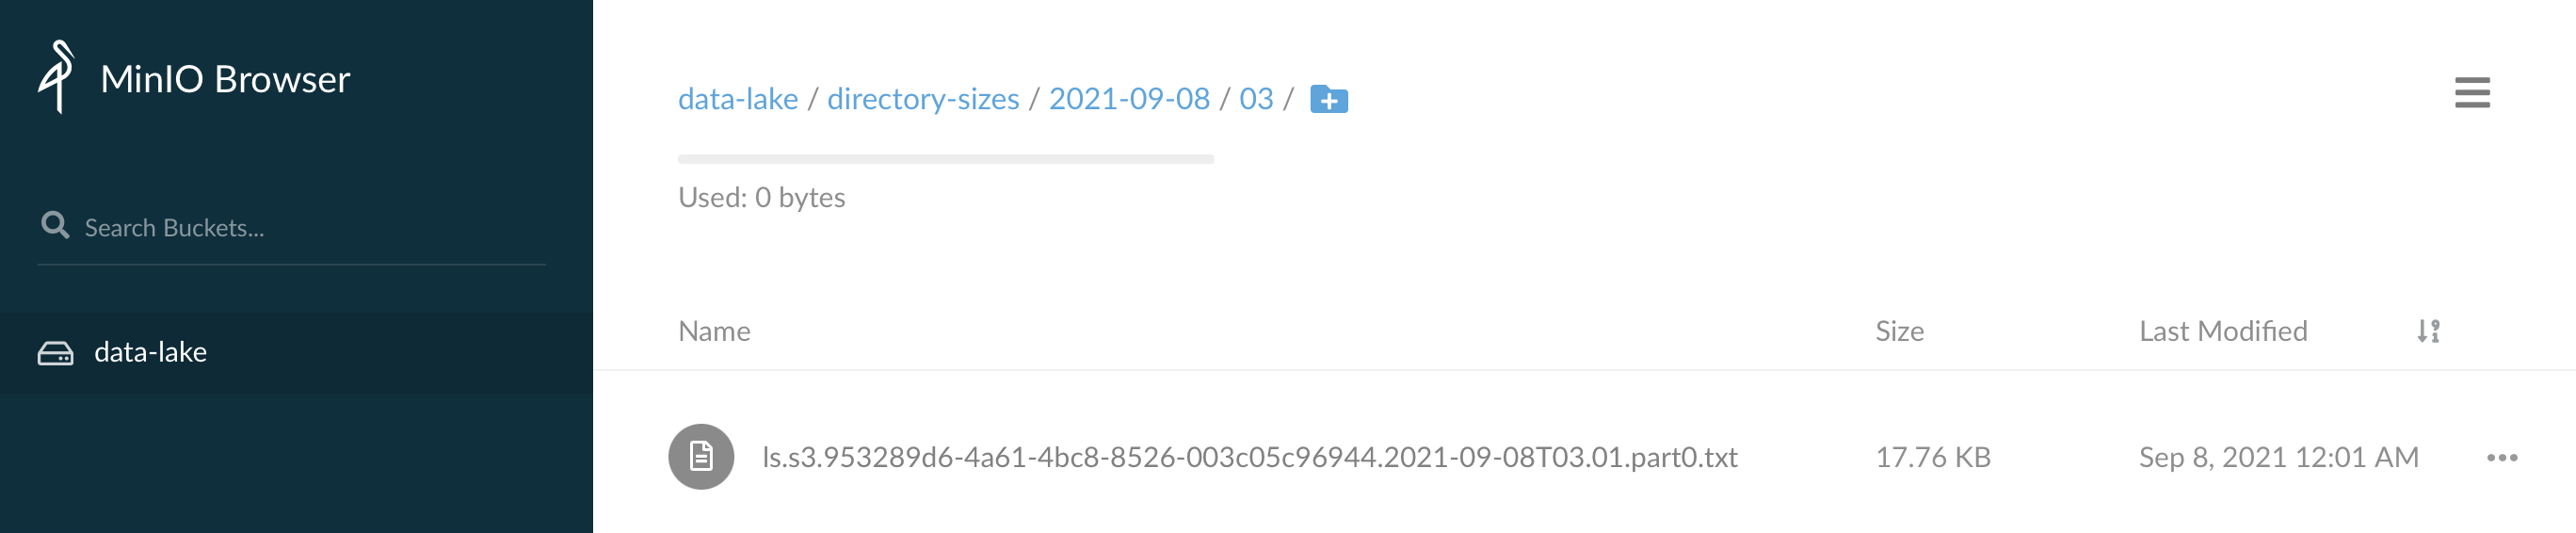 MinIO Browser
Search Buckets...
data-lake
data-lake / directory-sizes / 2021-09-08 / 03 /
Used: 0 bytes
Name Size Last Modified
ls.s3.953289d6-4a61-4bc8-8526-003c05c96944.2021-09-08T03.01.part0.txt 17.76 KB Sep 8, 2021 12:01 AM